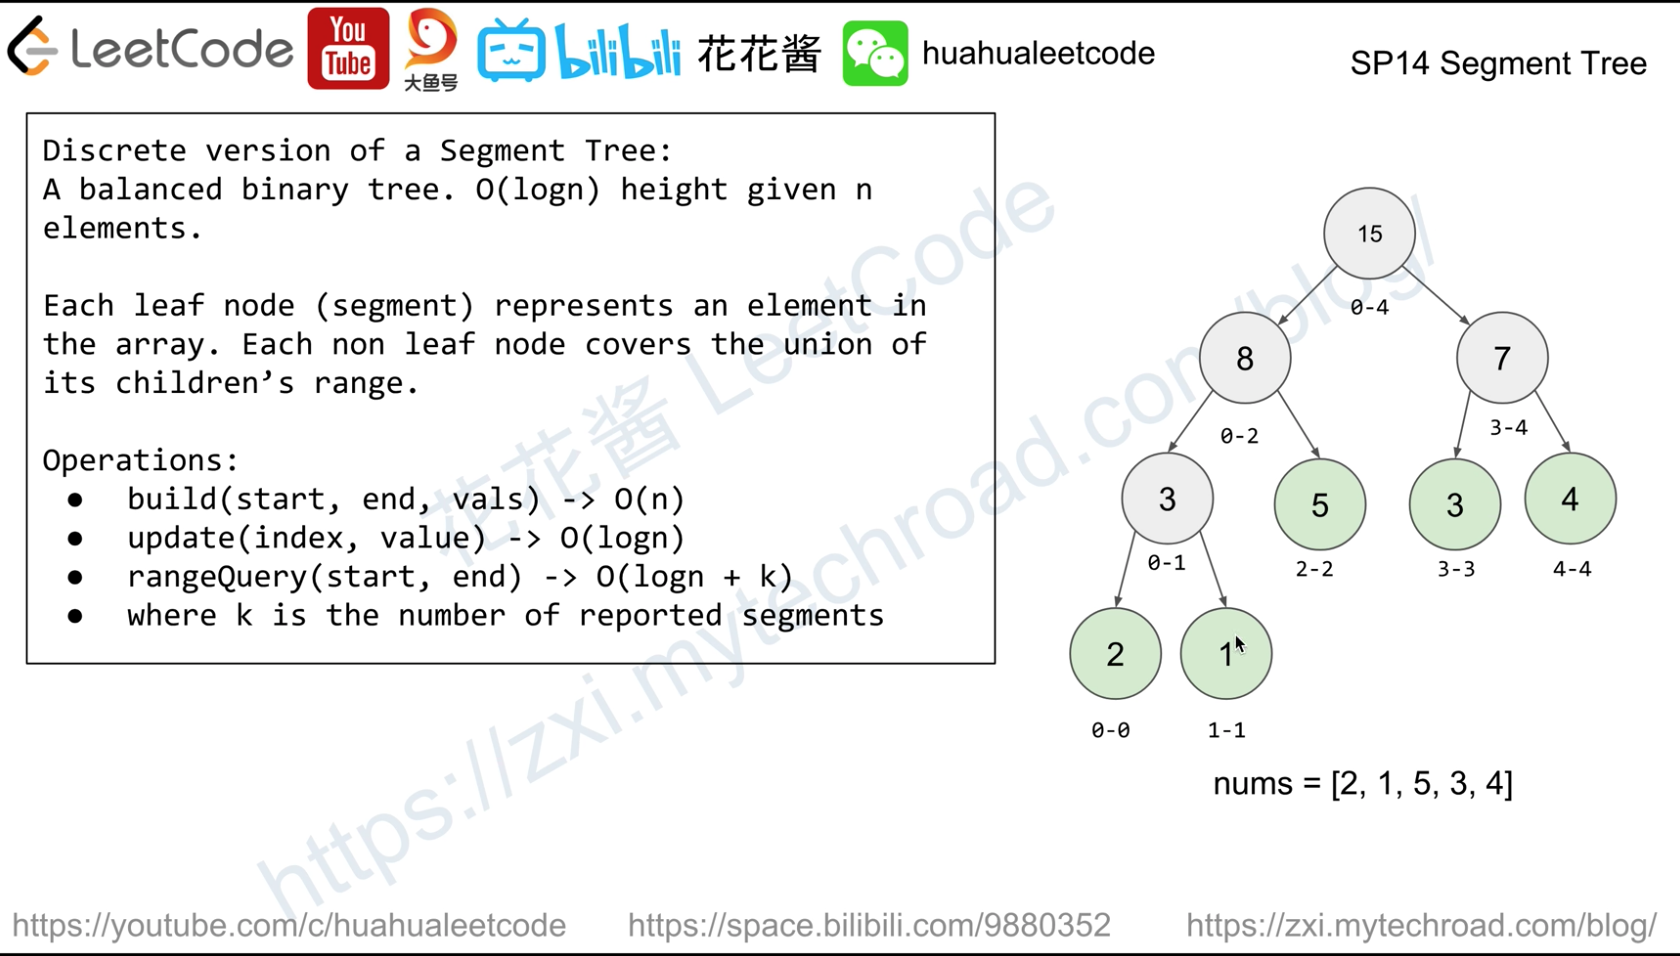 LeetCode
You
Tube
大鱼号
bilibili
花花酱
huahualeetcode
SP14 Segment Tree
Discrete version of a Segment Tree:
A balanced binary tree. O(logn) height given n
elements.
Each leaf node (segment) represents an element in
the array. Each non leaf node covers the union of
its children’s range.
Operations:
● build(start, end, vals) -> O(n)
● update(index, value) -> O(logn)
● rangeQuery(start, end) -> O(logn + k)
● where k is the number of reported segments
15
0-4
8
7
0-2
3-4
3
5
3
4
0-1
2-2
3-3
4-4
2
1
0-0
1-1
nums = [2, 1, 5, 3, 4]
花花酱 LeetCode
https://zxi.mytechroad.com/blog/
https://youtube.com/c/huahualeetcode
https://space.bilibili.com/9880352
https://zxi.mytechroad.com/blog/